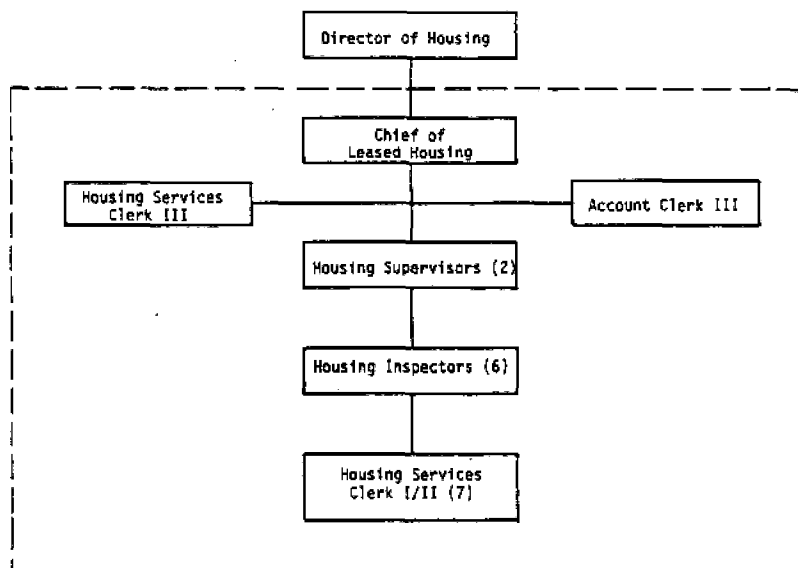 Director of Housing
Chief of
Leased Housing
Housing Services
Clerk III
Account Clerk III
Housing Supervisors (2)
Housing Inspectors (6)
Housing Services
Clerk I/II (7)